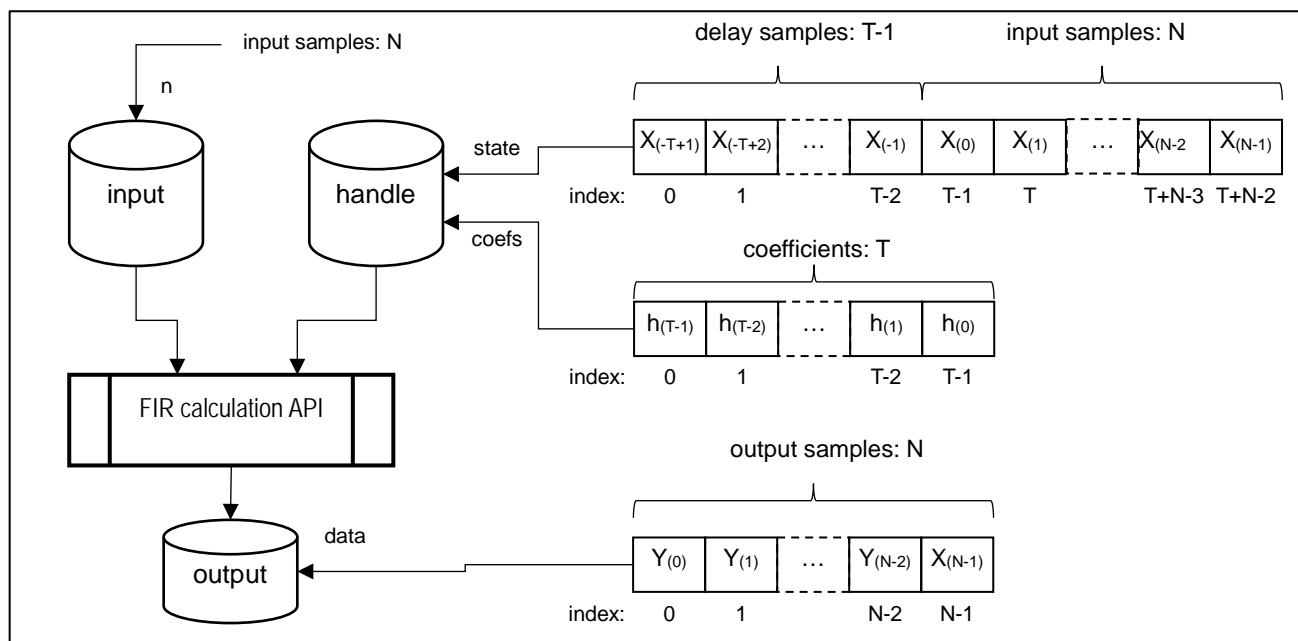 delay samples: T-1 input samples: N
input samples: N
n
X(-T+1) X(-T+2) … X(-1) X(0) X(1) … X(N-2 X(N-1)
state
input handle
index: 0 1 T-2 T-1 T T+N-3 T+N-2
coefs
coefficients: T
h(T-1) h(T-2) … h(1) h(0)
index: 0 1 T-2 T-1
FIR calculation API
output samples: N
data
Y(0) Y(1) … Y(N-2) X(N-1)
output
index: 0 1 N-2 N-1